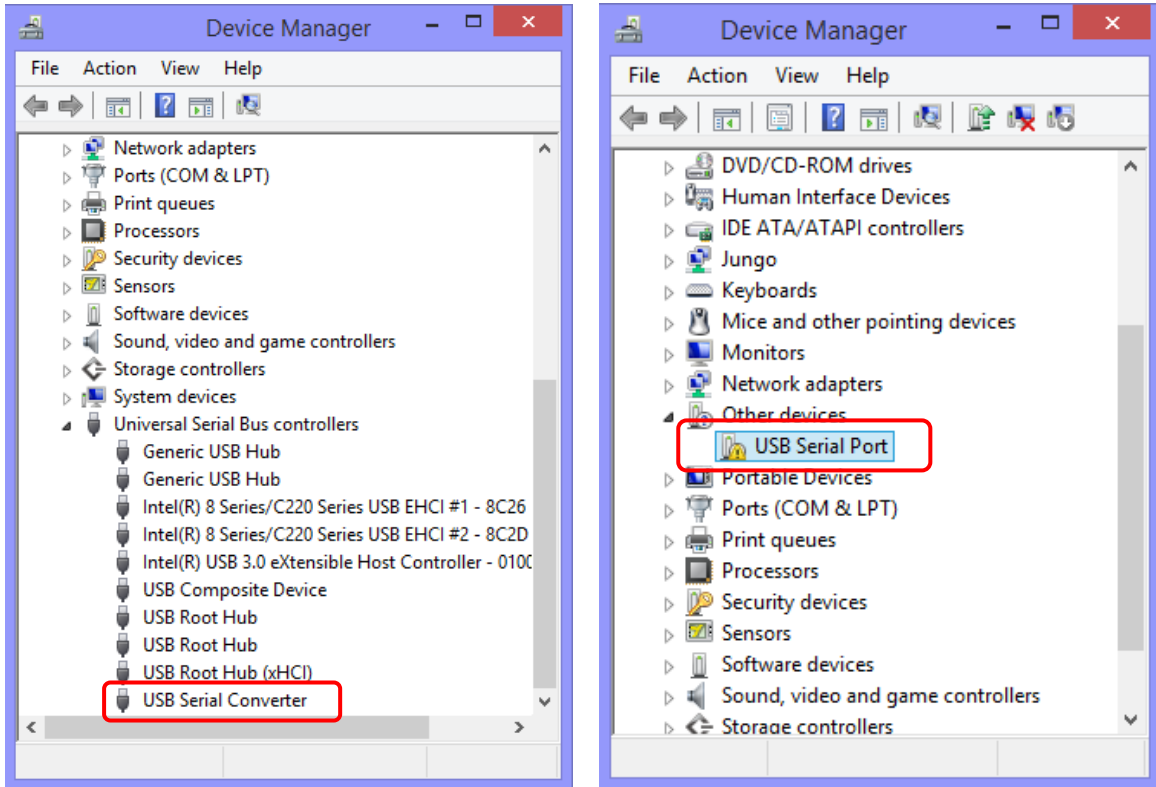 Device Manager
File Action View Help
Network adapters
Ports (COM & LPT)
Print queues
Processors
Security devices
Sensors
Software devices
Sound, video and game controllers
Storage controllers
System devices
Universal Serial Bus controllers
Generic USB Hub
Generic USB Hub
Intel(R) 8 Series/C220 Series USB EHCI #1 - 8C26
Intel(R) 8 Series/C220 Series USB EHCI #2 - 8C2D
Intel(R) USB 3.0 eXtensible Host Controller - 0100
USB Composite Device
USB Root Hub
USB Root Hub
USB Root Hub (xHCI)
USB Serial Converter
Device Manager
File Action View Help
DVD/CD-ROM drives
Human Interface Devices
IDE ATA/ATAPI controllers
Jungo
Keyboards
Mice and other pointing devices
Monitors
Network adapters
Other devices
USB Serial Port
Portable Devices
Ports (COM & LPT)
Print queues
Processors
Security devices
Sensors
Software devices
Sound, video and game controllers
Storage controllers